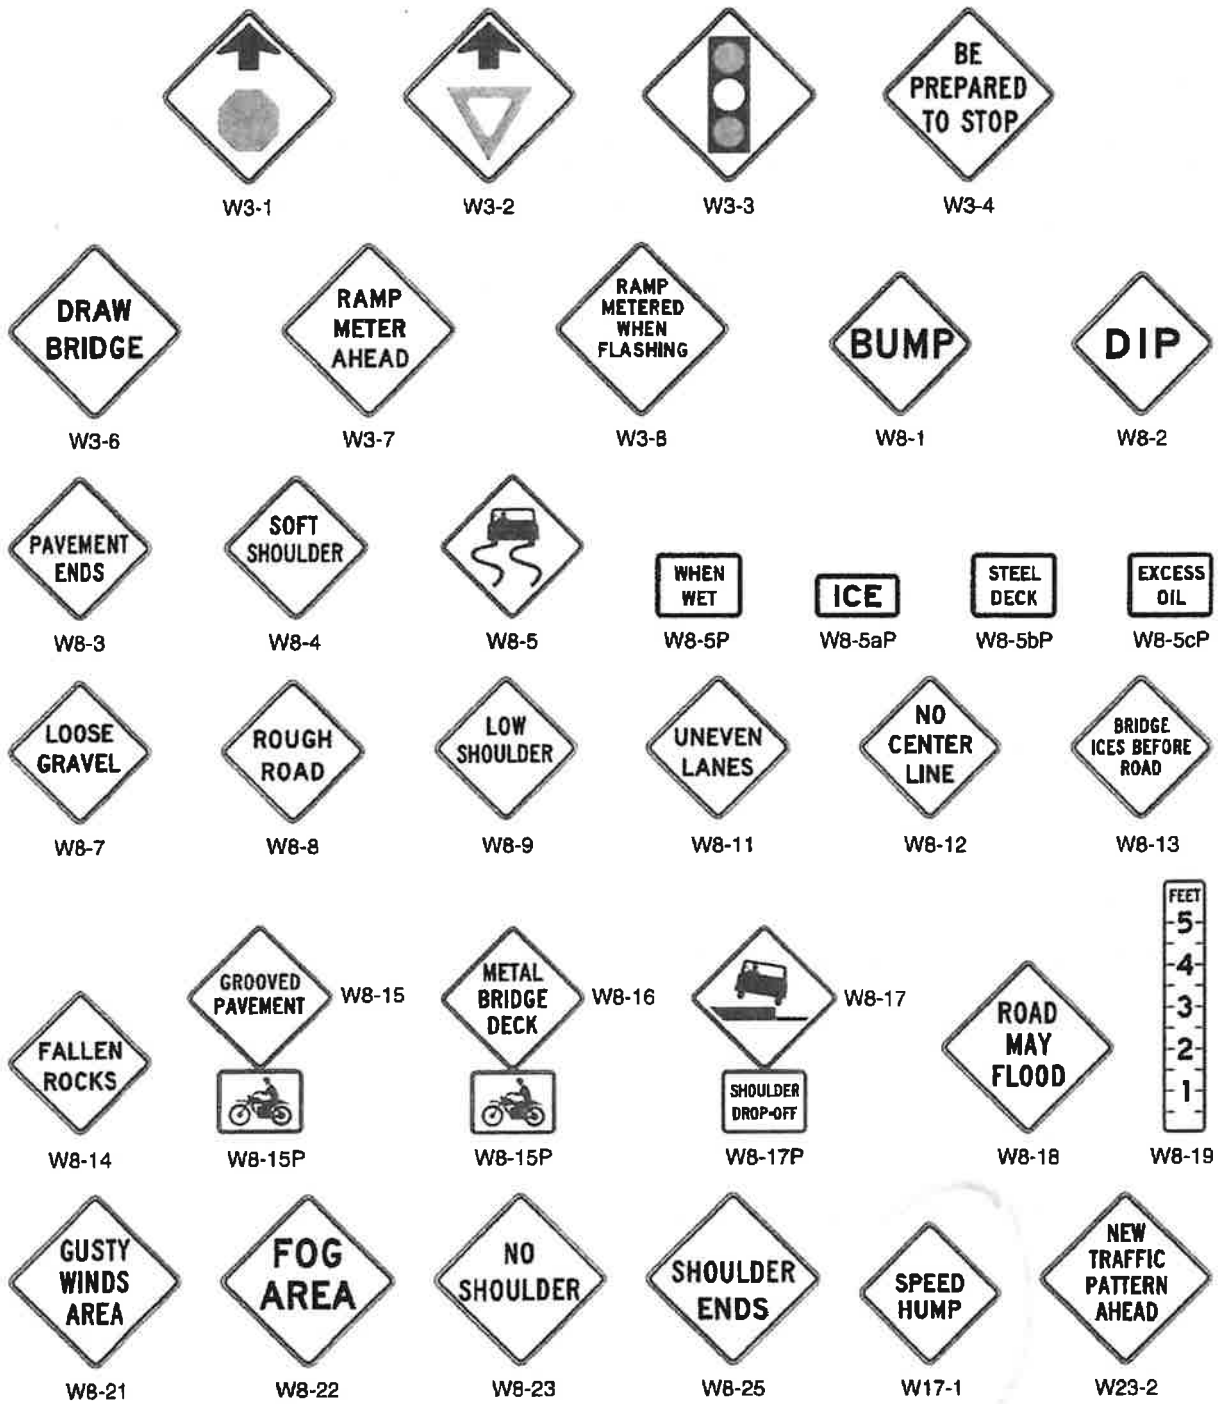 BE
PREPARED
TO STOP
W3-1
W3-2
W3-3
W3-4
DRAW
BRIDGE
RAMP
METER
AHEAD
RAMP
METERED
WHEN
FLASHING
BUMP
DIP
W3-6
W3-7
W3-8
W8-1
W8-2
PAVEMENT
ENDS
SOFT
SHOULDER
WHEN
WET
ICE
STEEL
DECK
EXCESS
OIL
W8-3
W8-4
W8-5
W8-5P
W8-5aP
W8-5bP
W8-5cP
LOOSE
GRAVEL
ROUGH
ROAD
LOW
SHOULDER
UNEVEN
LANES
NO
CENTER
LINE
BRIDGE
ICES BEFORE
ROAD
W8-7
W8-8
W8-9
W8-11
W8-12
W8-13
FALLEN
ROCKS
W8-14
GROOVED
PAVEMENT
W8-15
W8-15P
METAL
BRIDGE
DECK
W8-16
W8-15P
W8-17
SHOULDER
DROP-OFF
W8-17P
ROAD
MAY
FLOOD
W8-18
FEET
5
4
3
2
1
W8-19
GUSTY
WINDS
AREA
FOG
AREA
NO
SHOULDER
SHOULDER
ENDS
SPEED
HUMP
NEW
TRAFFIC
PATTERN
AHEAD
W8-21
W8-22
W8-23
W8-25
W17-1
W23-2